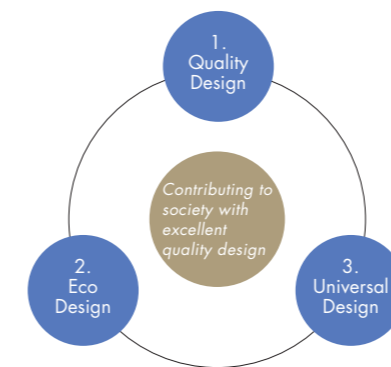 1.
Quality
Design
Contributing to
society with
excellent
quality design
2.
Eco
Design
3.
Universal
Design